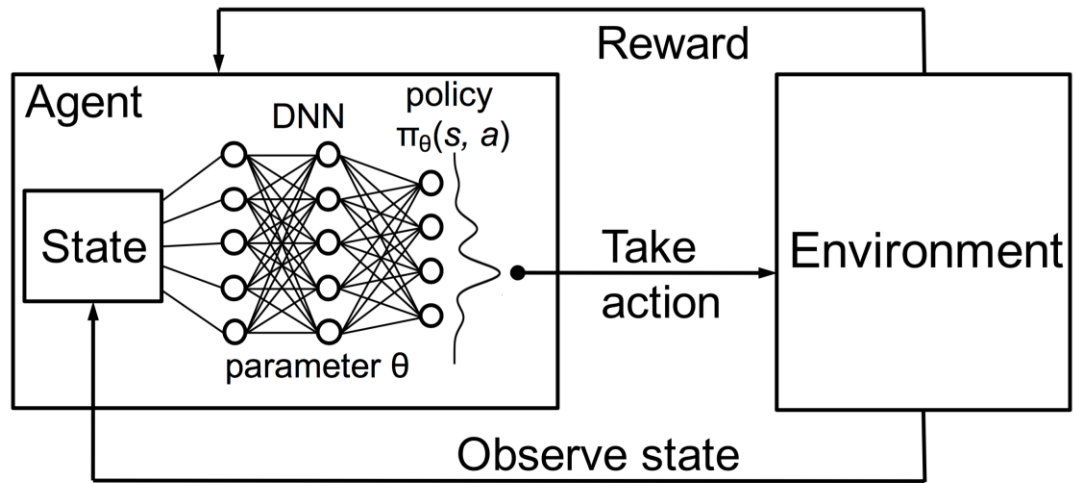 Reward
Agent
policy
DNN
πθ(s, a)
State
Take
action
Environment
parameter θ
Observe state